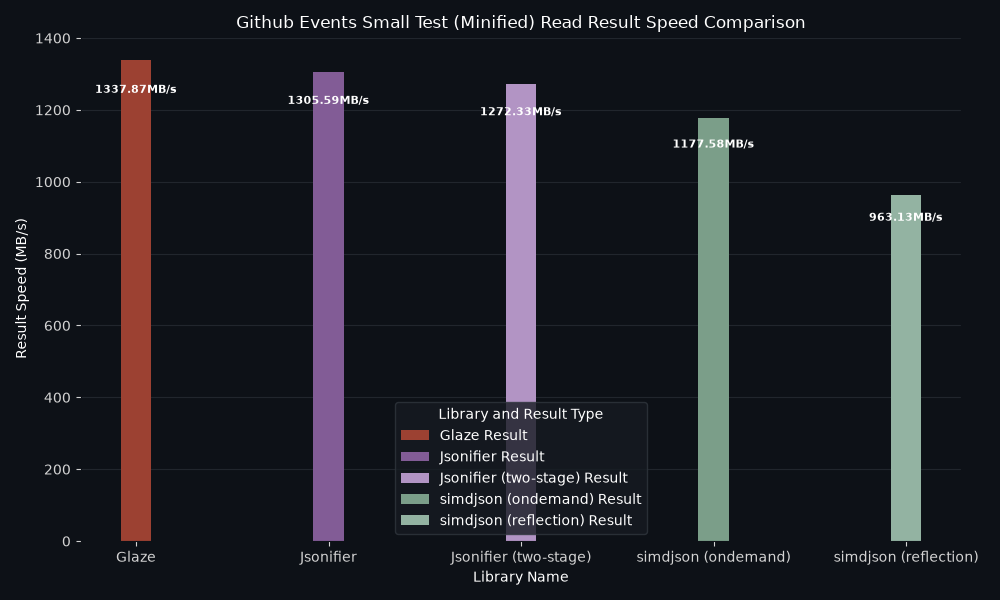 Github Events Small Test (Minified) Read Result Speed Comparison
1400
1200
1000
800
600
400
200
0
Result Speed (MB/s)
1337.87MB/s
1305.59MB/s
1272.33MB/s
1177.58MB/s
963.13MB/s
Library and Result Type
Glaze Result
Jsonifier Result
Jsonifier (two-stage) Result
simdjson (ondemand) Result
simdjson (reflection) Result
Glaze
Jsonifier
Jsonifier (two-stage)
simdjson (ondemand)
simdjson (reflection)
Library Name